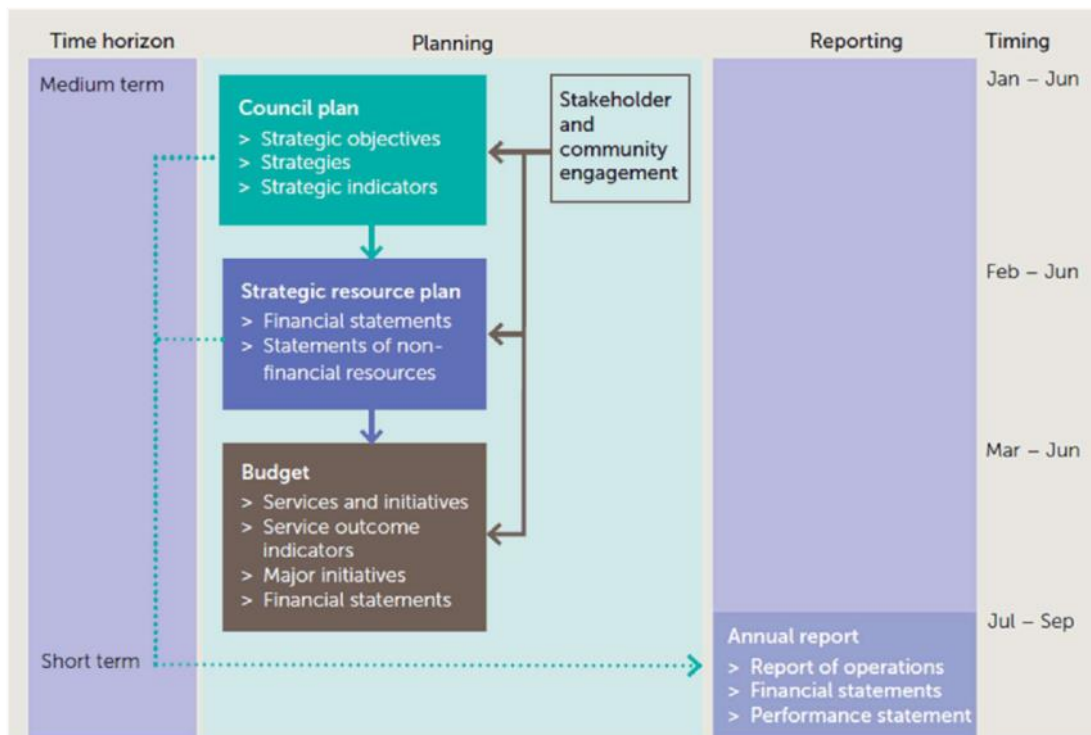 Time horizon
Planning
Reporting
Timing
Medium term
Council plan
> Strategic objectives
> Strategies
> Strategic indicators
Stakeholder
and
community
engagement
Jan – Jun
Strategic resource plan
> Financial statements
> Statements of non-
financial resources
Feb – Jun
Budget
> Services and initiatives
> Service outcome
indicators
> Major initiatives
> Financial statements
Mar – Jun
Short term
Annual report
> Report of operations
> Financial statements
> Performance statement
Jul – Sep